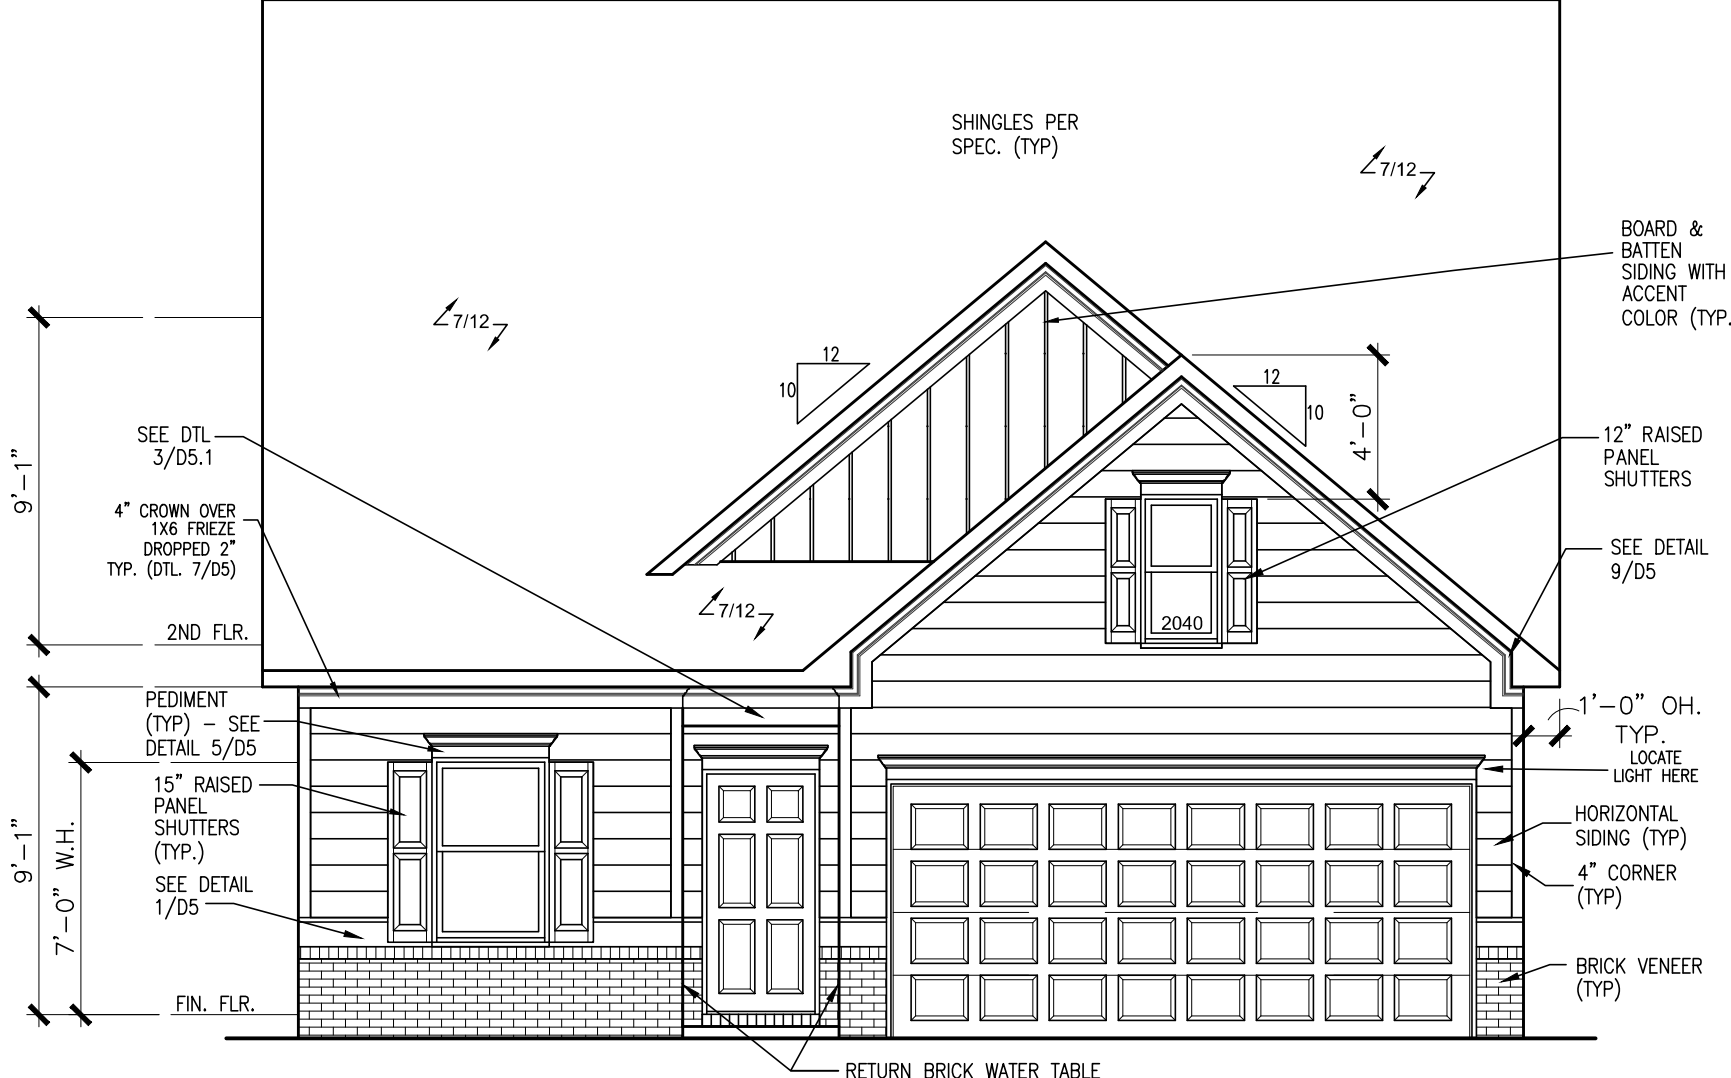 SHINGLES PER
SPEC. (TYP)
7/12
BOARD &
BATTEN
SIDING WITH
ACCENT
COLOR (TYP.
7/12
12
10
12
10
4'-0"
9'-1"
SEE DTL
3/D5.1
12" RAISED
PANEL
SHUTTERS
4" CROWN OVER
1X6 FRIEZE
DROPPED 2"
TYP. (DTL. 7/D5)
SEE DETAIL
9/D5
7/12
2040
2ND FLR.
PEDIMENT
(TYP) - SEE
DETAIL 5/D5
1'-0" OH.
TYP.
LOCATE
LIGHT HERE
15" RAISED
PANEL
SHUTTERS
(TYP.)
9'-1"
7'-0" W.H.
HORIZONTAL
SIDING (TYP)
SEE DETAIL
1/D5
4" CORNER
(TYP)
BRICK VENEER
(TYP)
FIN. FLR.
RETURN BRICK WATER TABLE